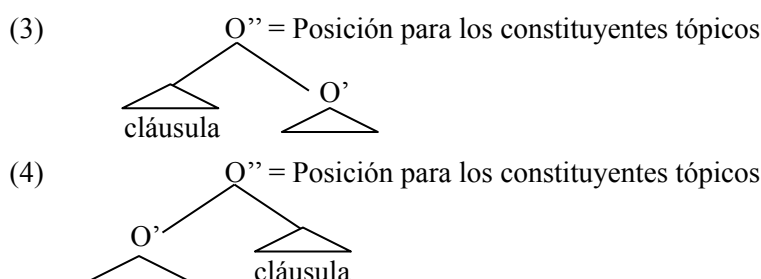 (3) O’’ = Posición para los constituyentes tópicos
O’
cláusula
(4) O’’ = Posición para los constituyentes tópicos
O’
cláusula